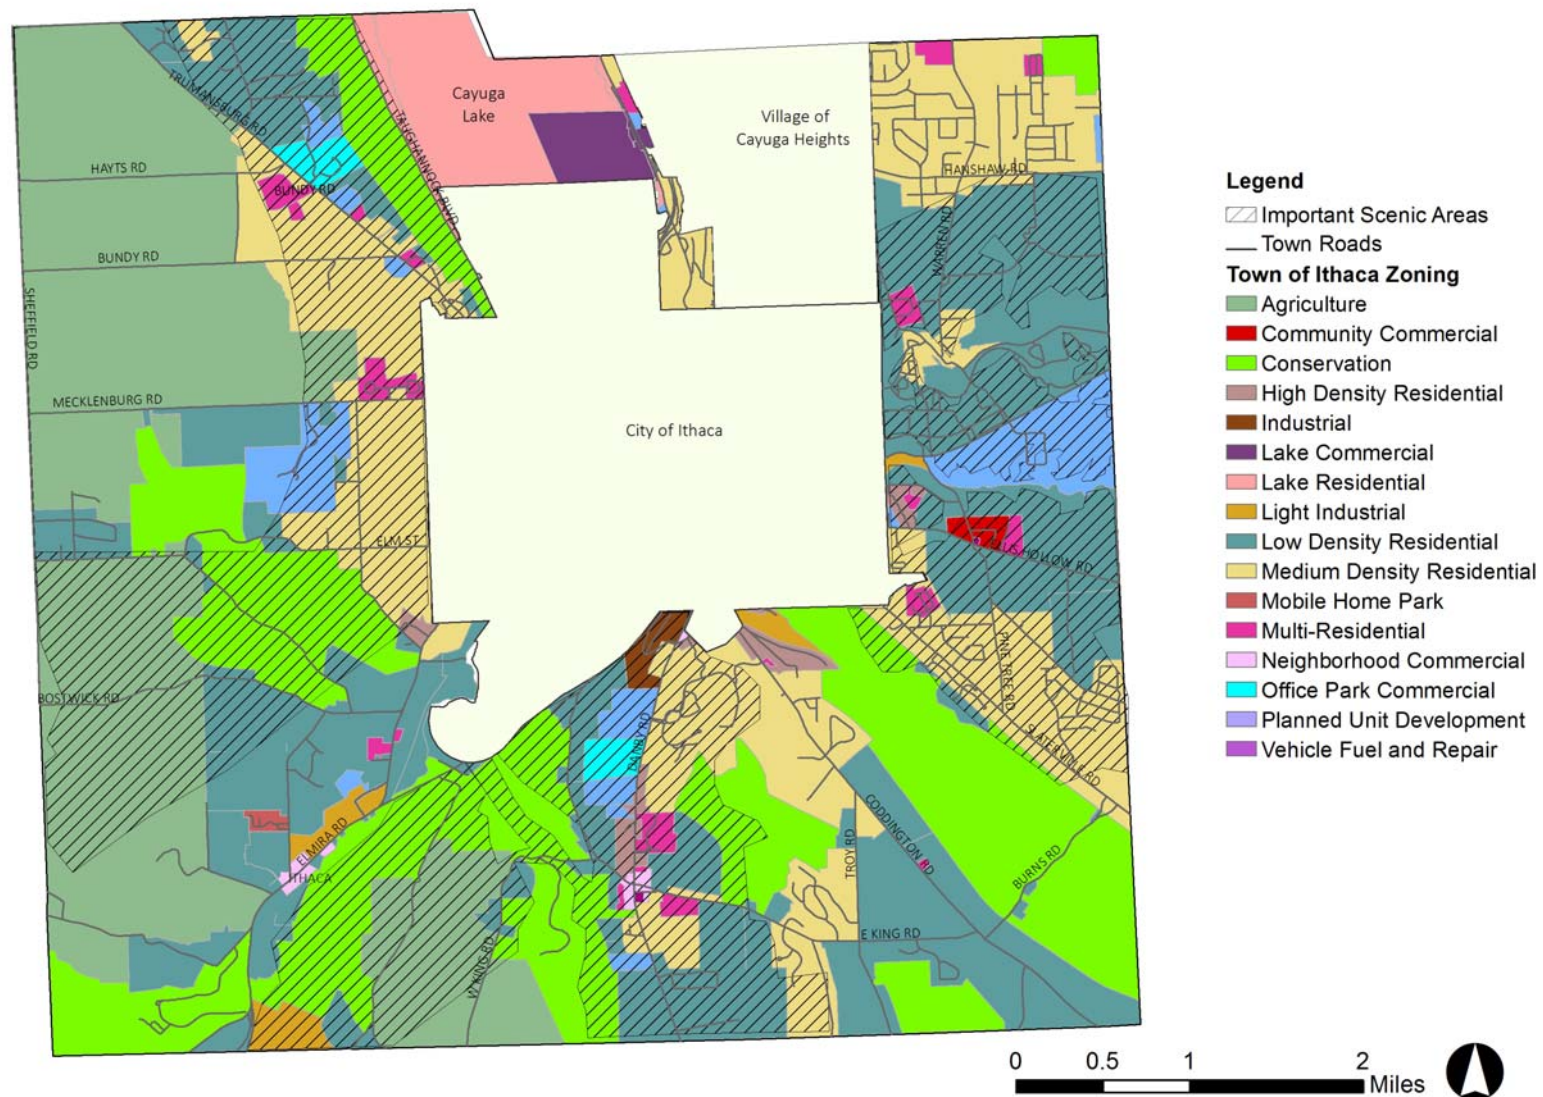 Cayuga
Lake
Village of
Cayuga Heights
TRUMANSBURG RD
TAUGHANNOCK BLVD
HAYTS RD
BUNDY RD
HANSHAW RD
WARREN RD
BUNDY RD
SHEFFIELD RD
MECKLENBURG RD
City of Ithaca
ELM ST
ELLIS HOLLOW RD
PINE TREE RD
BOSTWICK RD
SLATERVILLE RD
DANBY RD
CODDINGTON RD
TROY RD
BURNS RD
ELMIRA RD
ITHACA
E KING RD
W KING RD
Legend
Important Scenic Areas
Town Roads
Town of Ithaca Zoning
Agriculture
Community Commercial
Conservation
High Density Residential
Industrial
Lake Commercial
Lake Residential
Light Industrial
Low Density Residential
Medium Density Residential
Mobile Home Park
Multi-Residential
Neighborhood Commercial
Office Park Commercial
Planned Unit Development
Vehicle Fuel and Repair
0 0.5 1 2
Miles